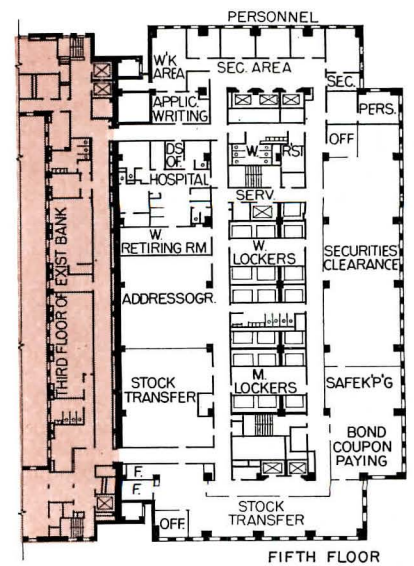 PERSONNEL
W'K
AREA
SEC. AREA
SEC.
APPLIC.
WRITING
PERS.
OFF
DS
OF.
W.
RST
HOSPITAL
SERV.
W.
RETIRING RM
W.
LOCKERS
SECURITIES
CLEARANCE
THIRD FLOOR OF EXIST BANK
ADDRESSOGR.
STOCK
TRANSFER
M.
LOCKERS
SAFEK'P'G
BOND
COUPON
PAYING
F.
F.
OFF.
STOCK
TRANSFER
FIFTH FLOOR